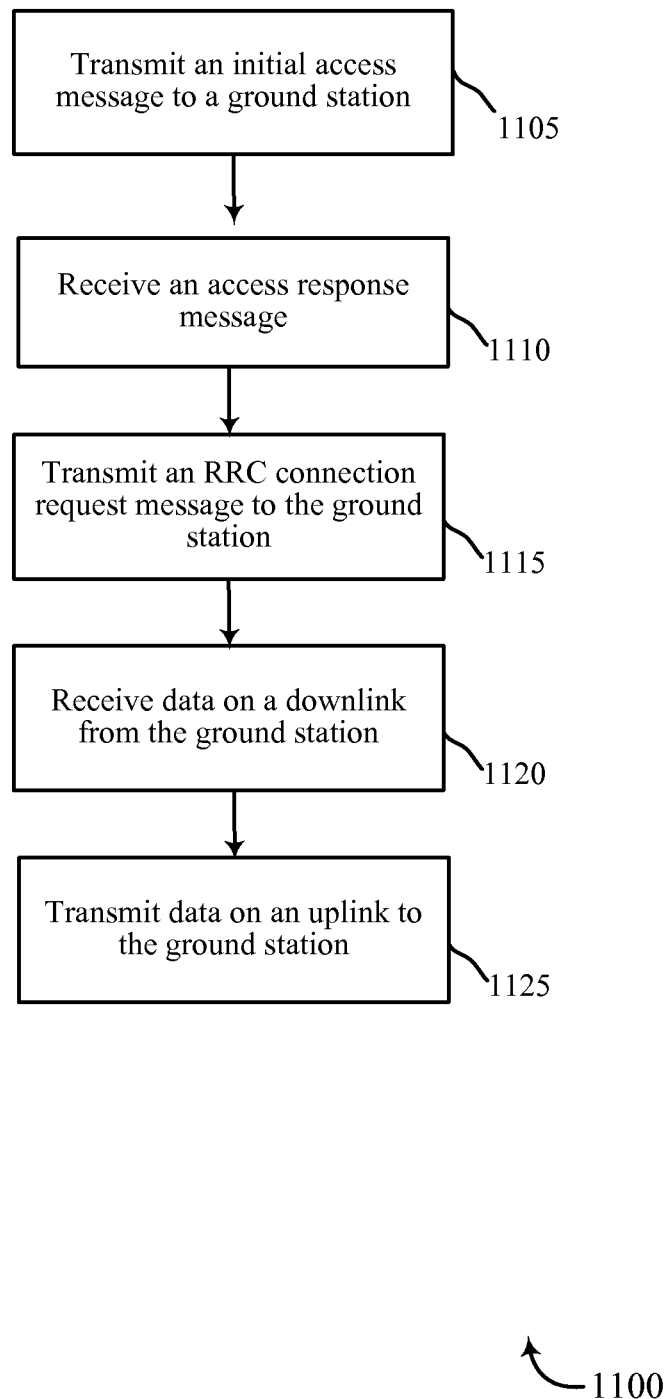 Transmit an initial access
message to a ground station
1105
Receive an access response
message
1110
Transmit an RRC connection
request message to the ground
station
1115
Receive data on a downlink
from the ground station
1120
Transmit data on an uplink to
the ground station
1125
1100